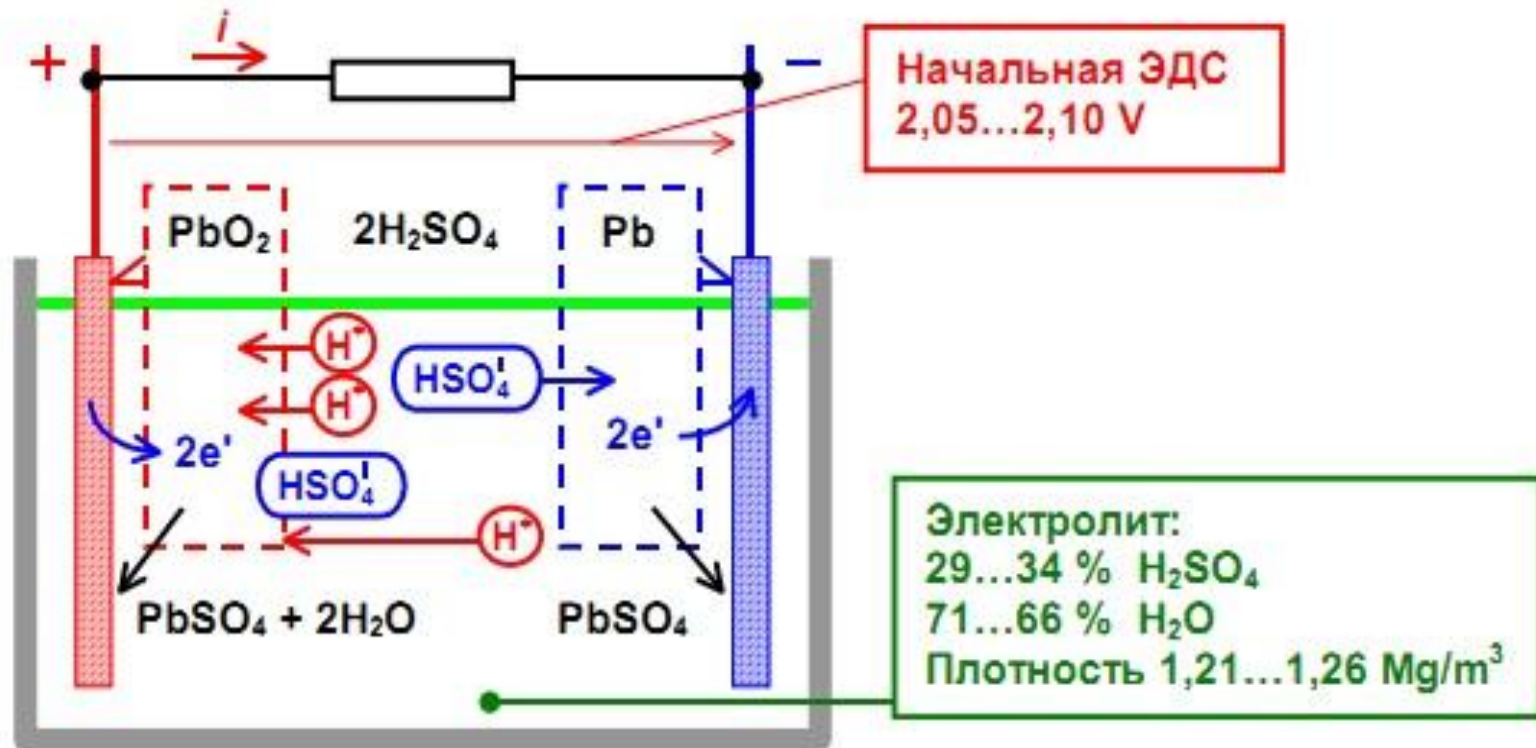 + i −
Начальная ЭДС
2,05...2,10 V
PbO₂ 2H₂SO₄ Pb
H•
HSO₄'
H•
2e' 2e'
HSO₄'
H•
PbSO₄ + 2H₂O PbSO₄
Электролит:
29...34 % H₂SO₄
71...66 % H₂O
Плотность 1,21...1,26 Mg/m³